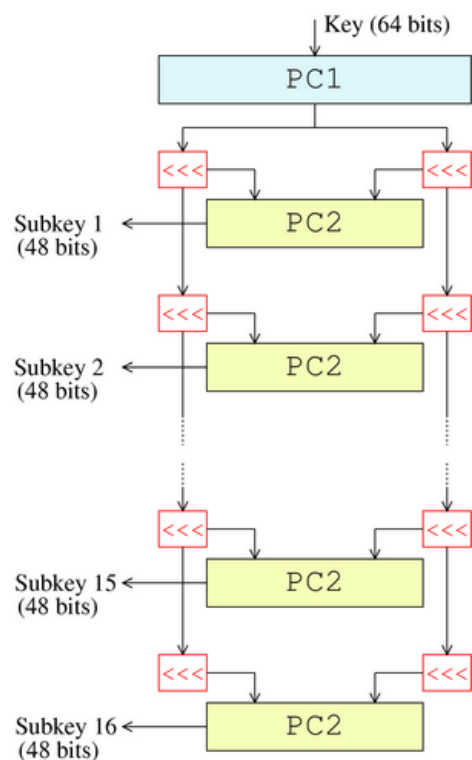 Key (64 bits)
PC1
<<< <<<
Subkey 1
(48 bits)
PC2
<<< <<<
Subkey 2
(48 bits)
PC2
<<< <<<
Subkey 15
(48 bits)
PC2
<<< <<<
Subkey 16
(48 bits)
PC2